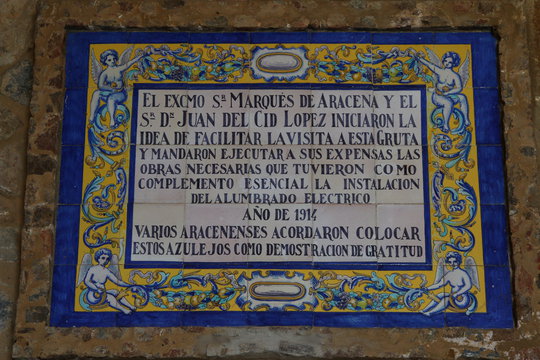 EL EXCMO SR. MARQUÉS DE ARACENA Y EL
SR. DN. JUAN DEL CID LOPEZ INICIARON LA
IDEA DE FACILITAR LA VISITA A ESTA GRUTA
Y MANDARON EJECUTAR A SUS EXPENSAS LAS
OBRAS NECESARIAS QUE TUVIERON COMO
COMPLEMENTO ESENCIAL LA INSTALACION
DEL ALUMBRADO ELECTRICO
AÑO DE 1914
VARIOS ARACENENSES ACORDARON COLOCAR
ESTOS AZULEJOS COMO DEMOSTRACION DE GRATITUD